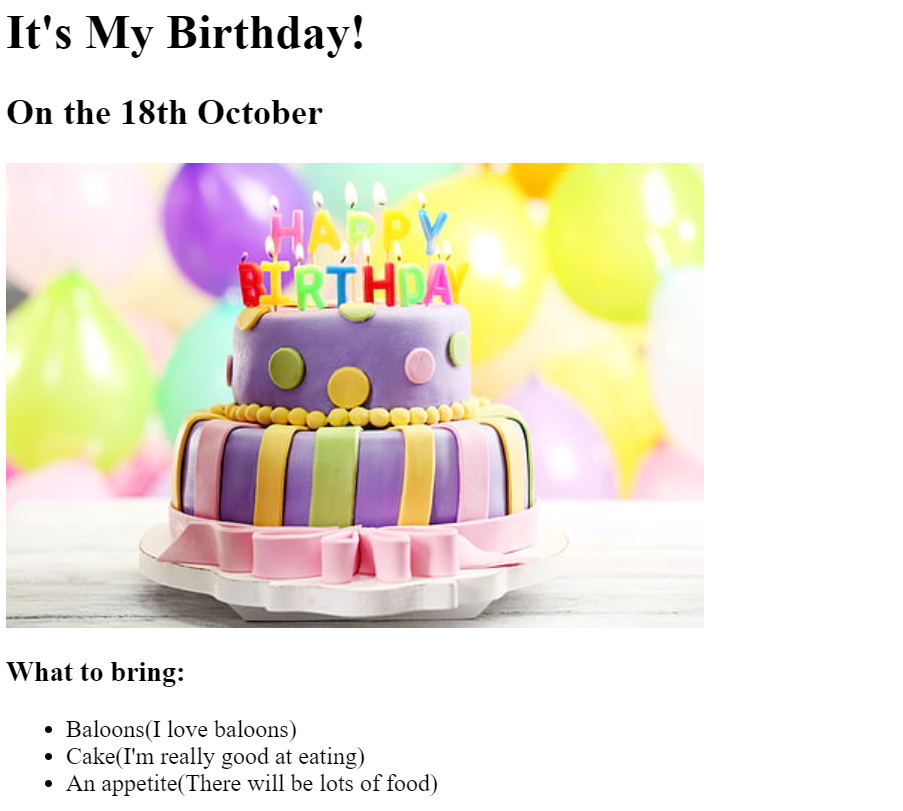 It's My Birthday!
On the 18th October
HAPPY
BIRTHDAY
What to bring:
Baloons(I love baloons)
Cake(I'm really good at eating)
An appetite(There will be lots of food)